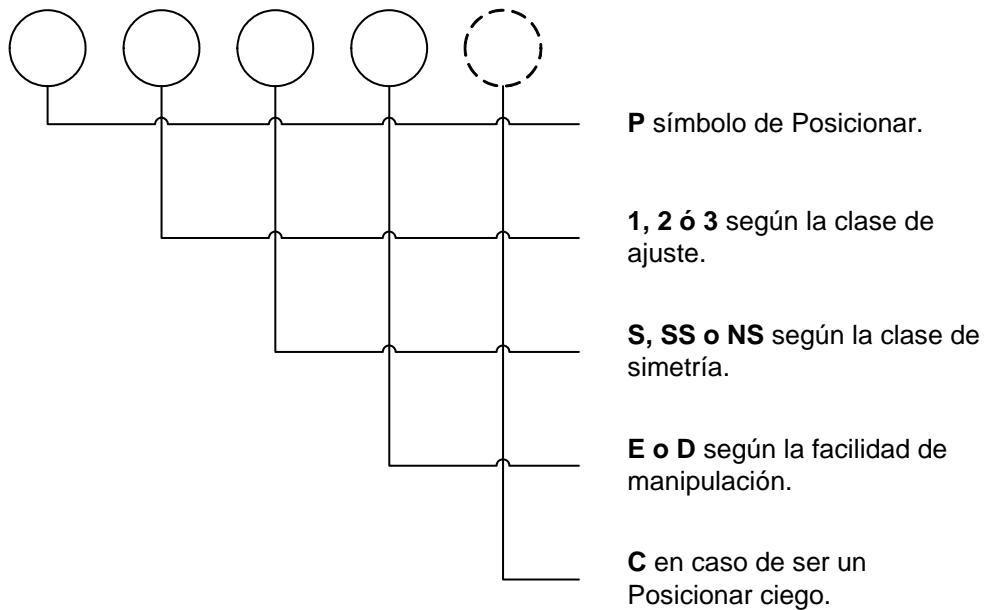 P símbolo de Posicionar.
1, 2 ó 3 según la clase de
ajuste.
S, SS o NS según la clase de
simetría.
E o D según la facilidad de
manipulación.
C en caso de ser un
Posicionar ciego.